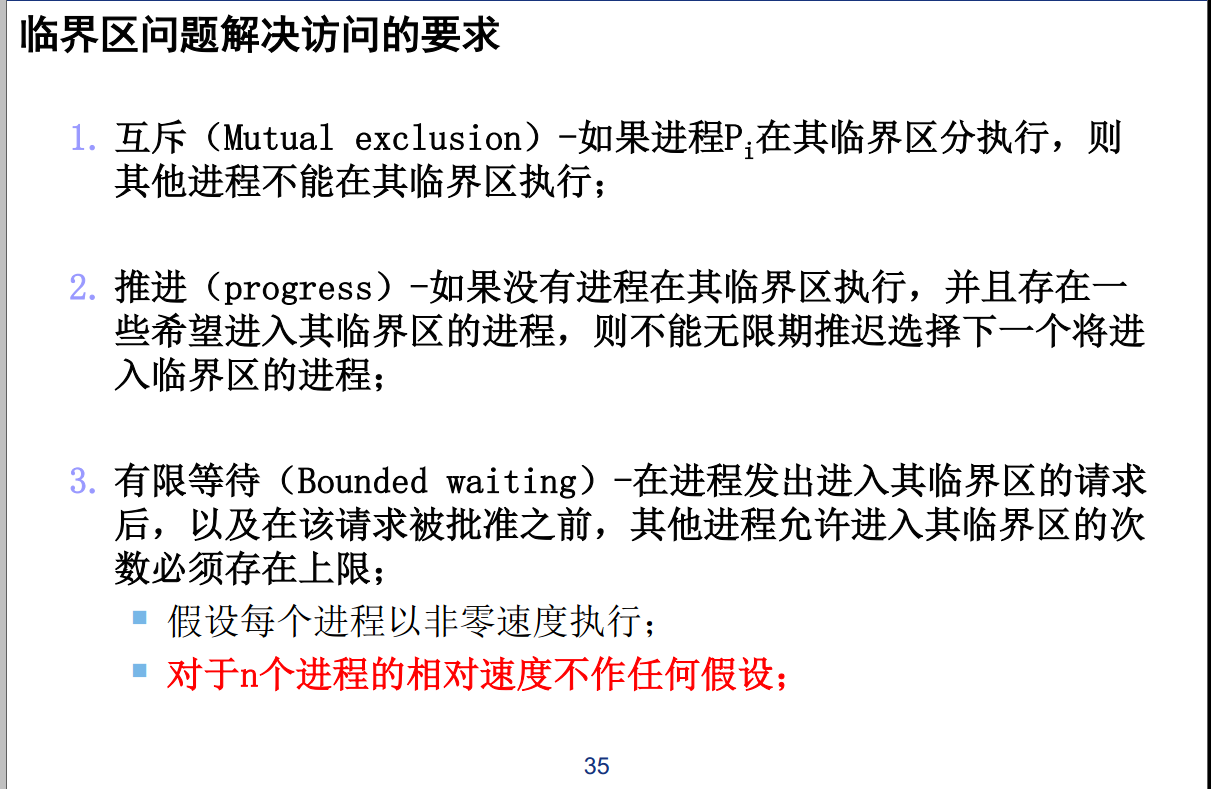 临界区问题解决访问的要求
1. 互斥（Mutual exclusion）-如果进程Pi在其临界区分执行，则
其他进程不能在其临界区执行；
2. 推进（progress）-如果没有进程在其临界区执行，并且存在一
些希望进入其临界区的进程，则不能无限期推迟选择下一个将进
入临界区的进程；
3. 有限等待（Bounded waiting）-在进程发出进入其临界区的请求
后，以及在该请求被批准之前，其他进程允许进入其临界区的次
数必须存在上限；
假设每个进程以非零速度执行；
对于n个进程的相对速度不作任何假设；
35